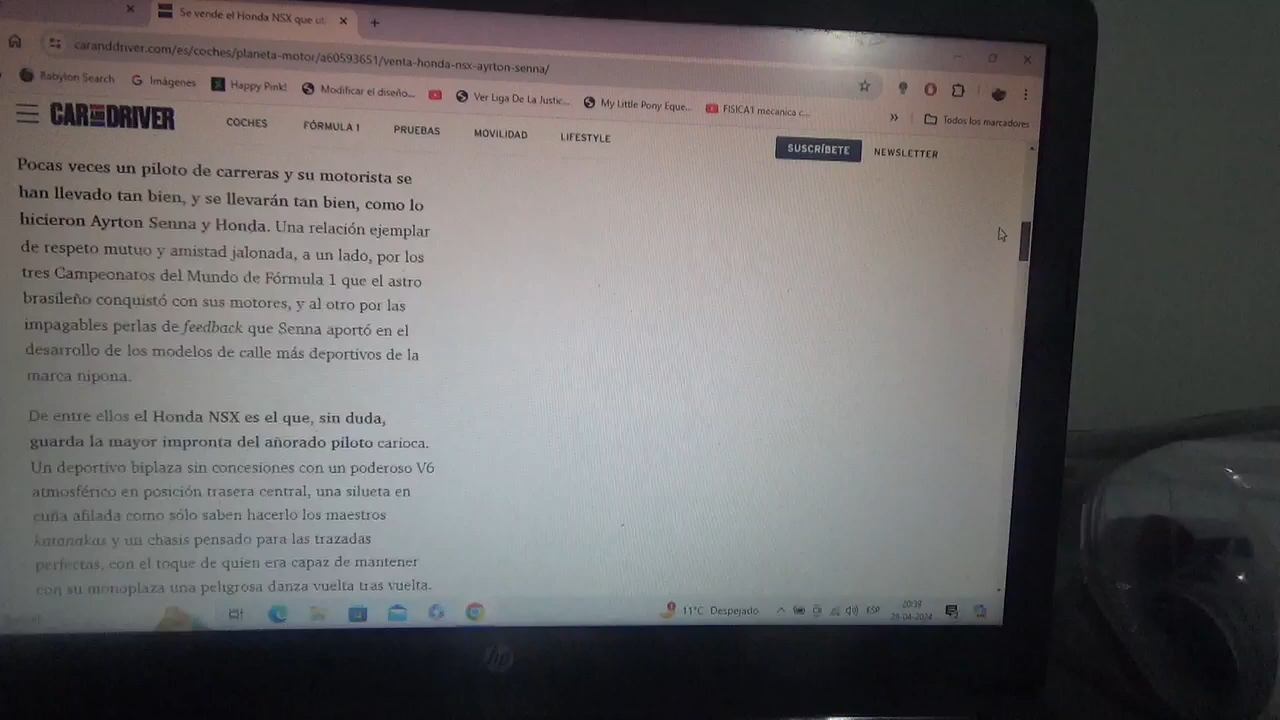 Se vende el Honda NSX que ut
caranddriver.com/es/coches/planeta-motor/a60593651/venta-honda-nsx-ayrton-senna/
Babylon Search
Imágenes
Happy Pink!
Modificar el diseño...
Ver Liga De La Justic...
My Little Pony Eque...
FISICA1 mecanica c...
»
Todos los marcadores
CAR AND DRIVER
COCHES
FÓRMULA 1
PRUEBAS
MOVILIDAD
LIFESTYLE
SUSCRÍBETE
NEWSLETTER
Pocas veces un piloto de carreras y su motorista se
han llevado tan bien, y se llevarán tan bien, como lo
hicieron Ayrton Senna y Honda. Una relación ejemplar
de respeto mutuo y amistad jalonada, a un lado, por los
tres Campeonatos del Mundo de Fórmula 1 que el astro
brasileño conquistó con sus motores, y al otro por las
impagables perlas de feedback que Senna aportó en el
desarrollo de los modelos de calle más deportivos de la
marca nipona.
De entre ellos el Honda NSX es el que, sin duda,
guarda la mayor impronta del añorado piloto carioca.
Un deportivo biplaza sin concesiones con un poderoso V6
atmosférico en posición trasera central, una silueta en
cuña afilada como sólo saben hacerlo los maestros
katanakas y un chasis pensado para las trazadas
perfectas, con el toque de quien era capaz de mantener
con su monoplaza una peligrosa danza vuelta tras vuelta.
11°C Despejado
ESP
20:39
28-04-2024
hp